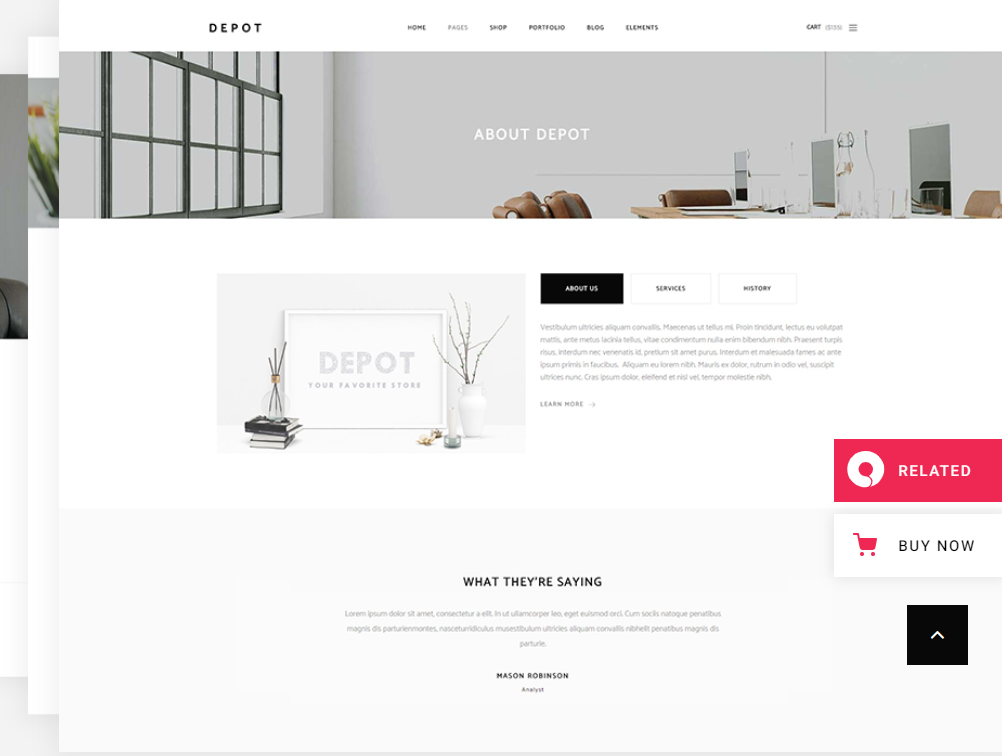 DEPOT
HOME PAGES SHOP PORTFOLIO BLOG ELEMENTS
CART ($195)
ABOUT DEPOT
DEPOT
YOUR FAVORITE STORE
ABOUT US SERVICES HISTORY
Vestibulum ultricies aliquam convallis. Maecenas ut tellus mi. Proin tincidunt, lectus eu volutpat
mattis, ante metus lacinia tellus, vitae condimentum nulla enim bibendum nibh. Praesent turpis
risus, interdum nec venenatis id, pretium sit amet purus. Interdum et malesuada fames ac ante
ipsum primis in faucibus. Aliquam eu lorem nibh. Mauris ex dolor, rutrum in odio vel, suscipit
ultrices nunc. Cras ipsum dolor, eleifend et nisl vel, tempor molestie nibh.
LEARN MORE
RELATED
BUY NOW
WHAT THEY'RE SAYING
Lorem ipsum dolor sit amet, consectetur a elit. In ut ullamcorper leo, eget euismod orci. Cum sociis natoque penatibus
magnis dis parturienmontes, nasceturridiculus musestibulum ultricies aliquam convallis nibhelit penatibus magnis dis
parturie.
MASON ROBINSON
Analyst